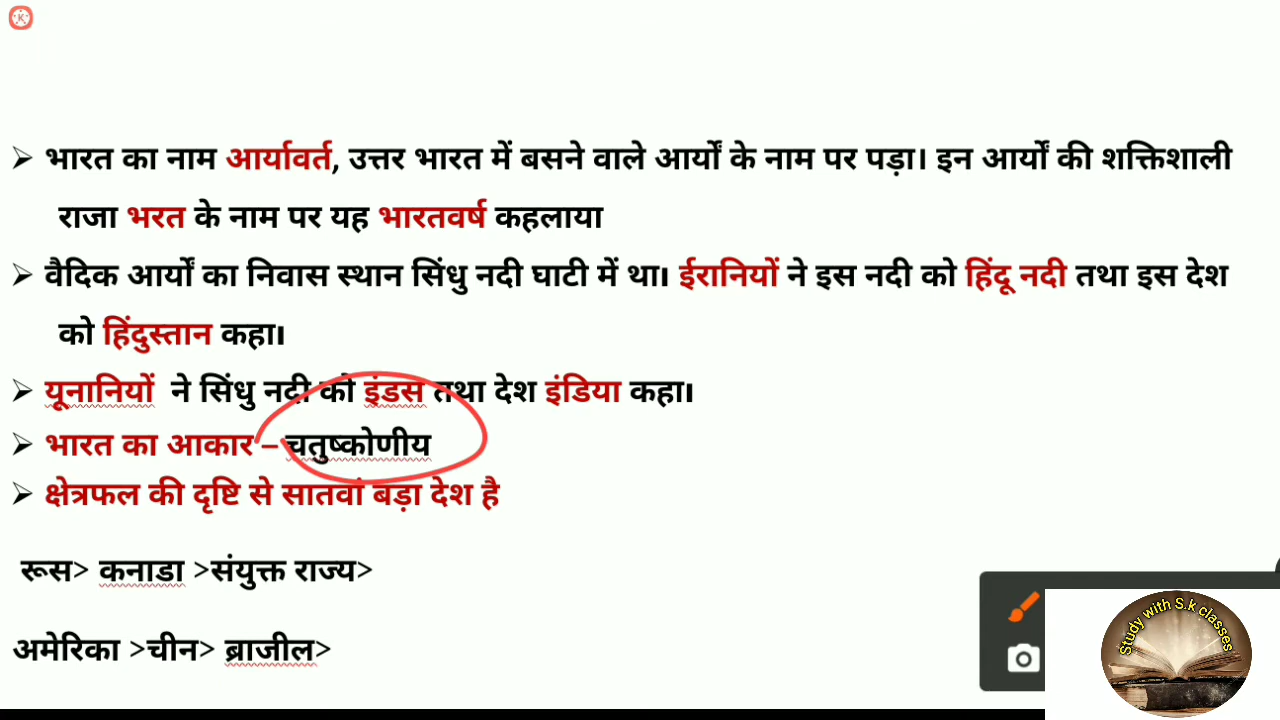 ➢ भारत का नाम आर्यावर्त, उत्तर भारत में बसने वाले आर्यों के नाम पर पड़ा। इन आर्यों की शक्तिशाली
राजा भरत के नाम पर यह भारतवर्ष कहलाया
➢ वैदिक आर्यों का निवास स्थान सिंधु नदी घाटी में था। ईरानियों ने इस नदी को हिंदू नदी तथा इस देश
को हिंदुस्तान कहा।
➢ यूनानियों ने सिंधु नदी को इंडस तथा देश इंडिया कहा।
➢ भारत का आकार – चतुष्कोणीय
➢ क्षेत्रफल की दृष्टि से सातवां बड़ा देश है
रूस> कनाडा >संयुक्त राज्य>
अमेरिका >चीन> ब्राजील>
Study with S.k classes
K